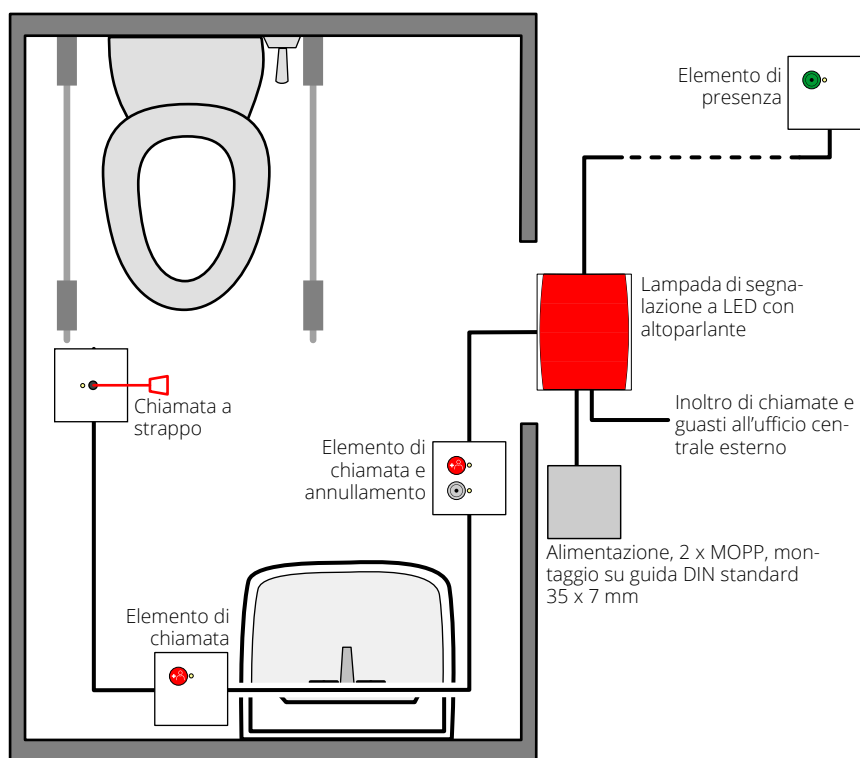 Elemento di
presenza
Lampada di segna-
lazione a LED con
altoparlante
Chiamata a
strappo
Inoltro di chiamate e
guasti all'ufficio cen-
trale esterno
Elemento di
chiamata e
annullamento
Alimentazione, 2 x MOPP, mon-
taggio su guida DIN standard
35 x 7 mm
Elemento di
chiamata